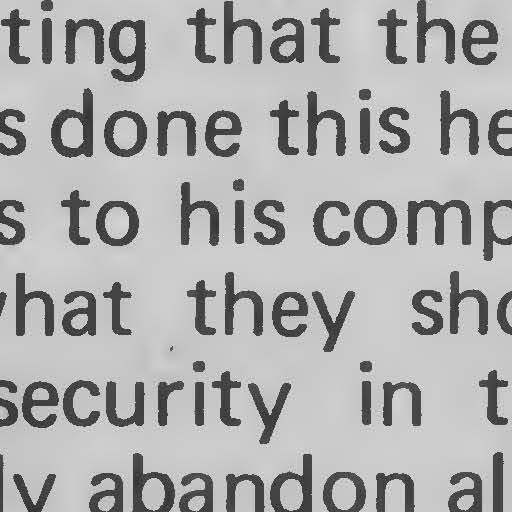 ting that the
s done this he
s to his comp
what they sho
security in t
ly abandon al